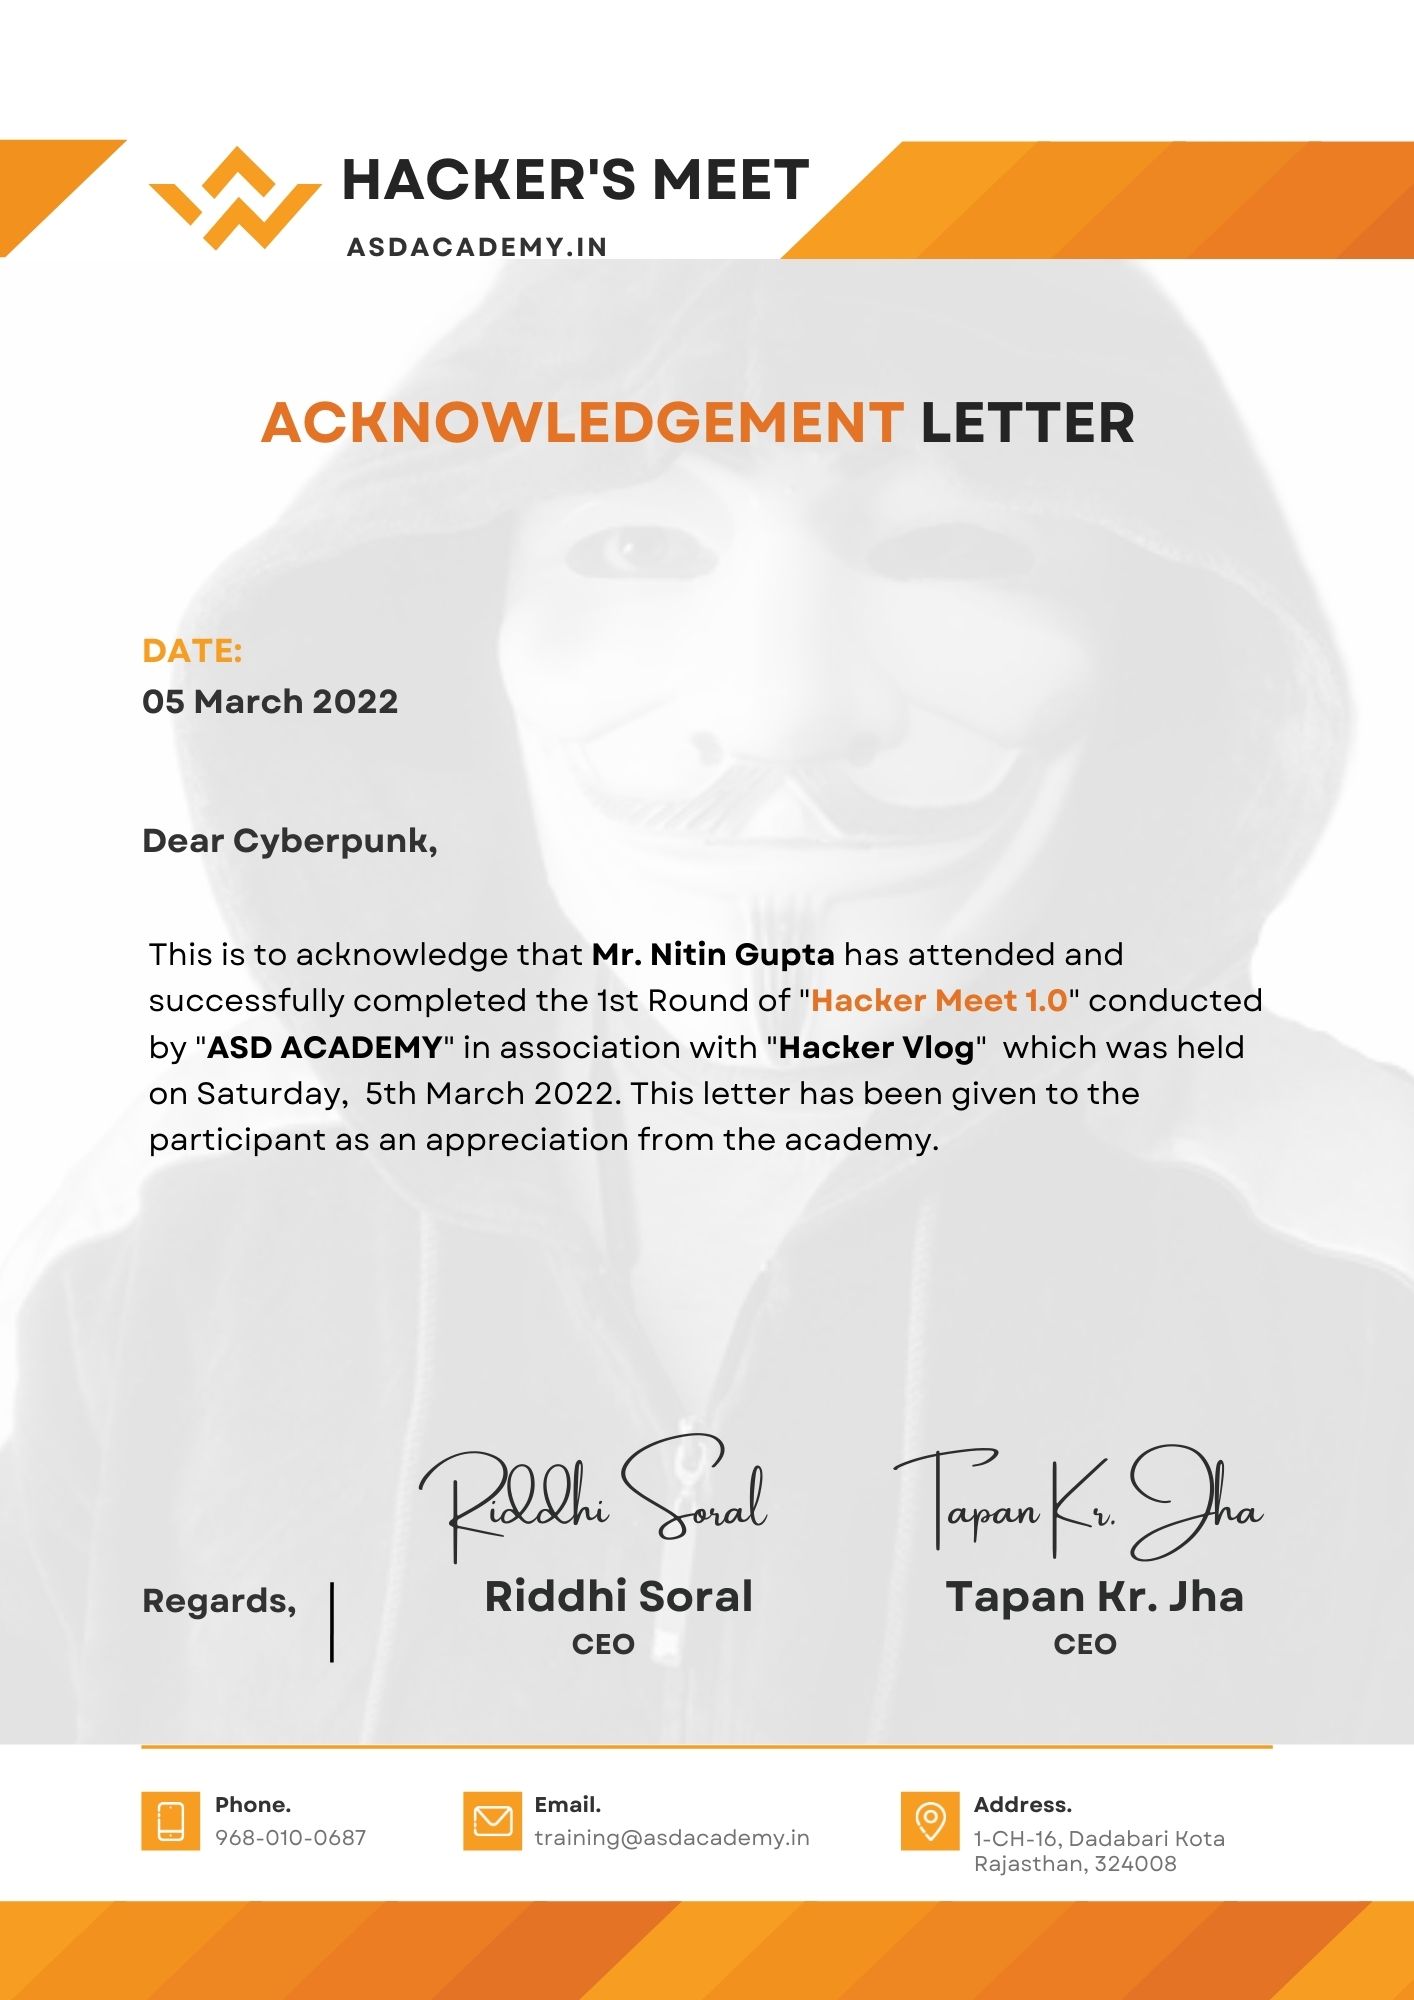 HACKER'S MEET
ASDACADEMY.IN
ACKNOWLEDGEMENT LETTER
DATE:
05 March 2022
Dear Cyberpunk,
This is to acknowledge that Mr. Nitin Gupta has attended and
successfully completed the 1st Round of "Hacker Meet 1.0" conducted
by "ASD ACADEMY" in association with "Hacker Vlog"  which was held
on Saturday,  5th March 2022. This letter has been given to the
participant as an appreciation from the academy.
Riddhi Soral
Tapan Kr. Jha
Regards,
Riddhi Soral
CEO
Tapan Kr. Jha
CEO
Phone.
968-010-0687
Email.
training@asdacademy.in
Address.
1-CH-16, Dadabari Kota
Rajasthan, 324008